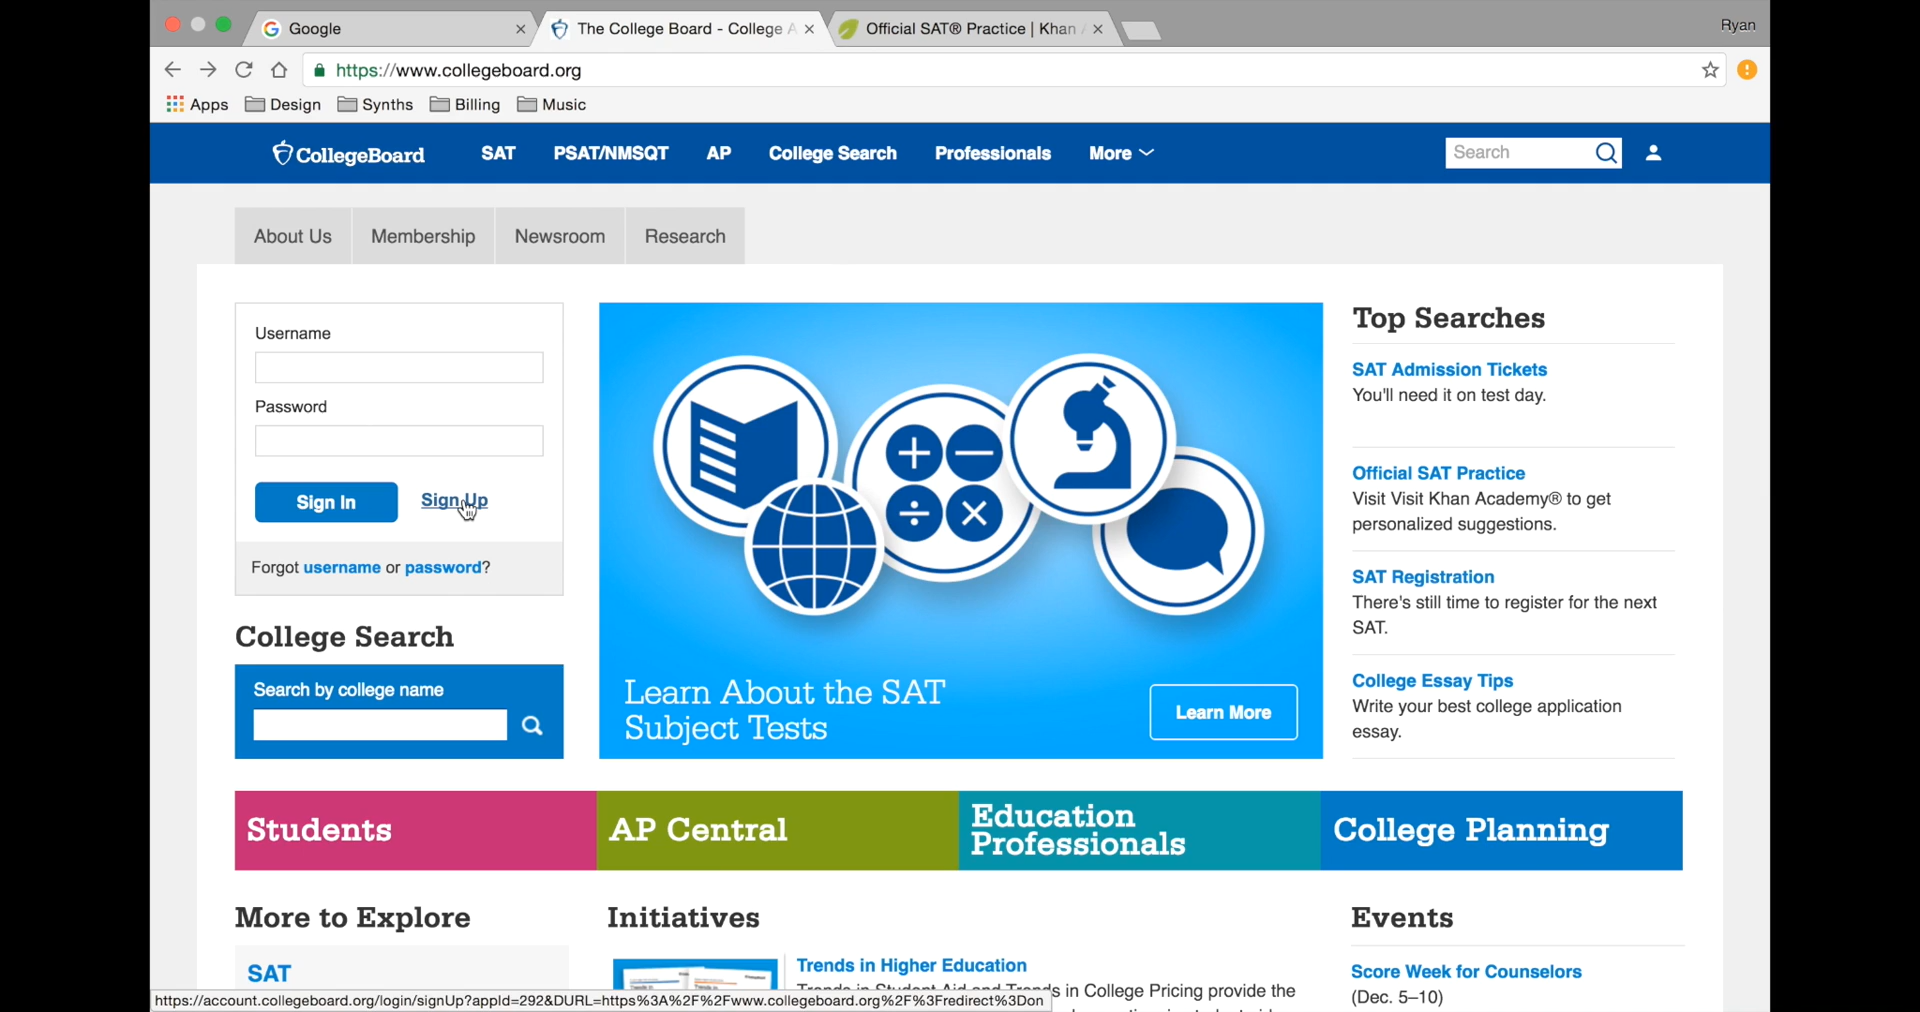 Google
The College Board - College A
Official SAT® Practice | Khan A
Ryan
https://www.collegeboard.org
Apps
Design
Synths
Billing
Music
CollegeBoard
SAT
PSAT/NMSQT
AP
College Search
Professionals
More
Search
About Us
Membership
Newsroom
Research
Username
Password
Sign In
Sign Up
Forgot username or password?
College Search
Search by college name
Learn About the SAT
Subject Tests
Learn More
Top Searches
SAT Admission Tickets
You'll need it on test day.
Official SAT Practice
Visit Visit Khan Academy® to get
personalized suggestions.
SAT Registration
There's still time to register for the next
SAT.
College Essay Tips
Write your best college application
essay.
Students
AP Central
Education
Professionals
College Planning
More to Explore
SAT
Initiatives
Trends in Higher Education
Trends in Student Aid and Trends in College Pricing provide the
Events
Score Week for Counselors
(Dec. 5–10)
https://account.collegeboard.org/login/signUp?appId=292&DURL=https%3A%2F%2Fwww.collegeboard.org%2F%3Fredirect%3Don